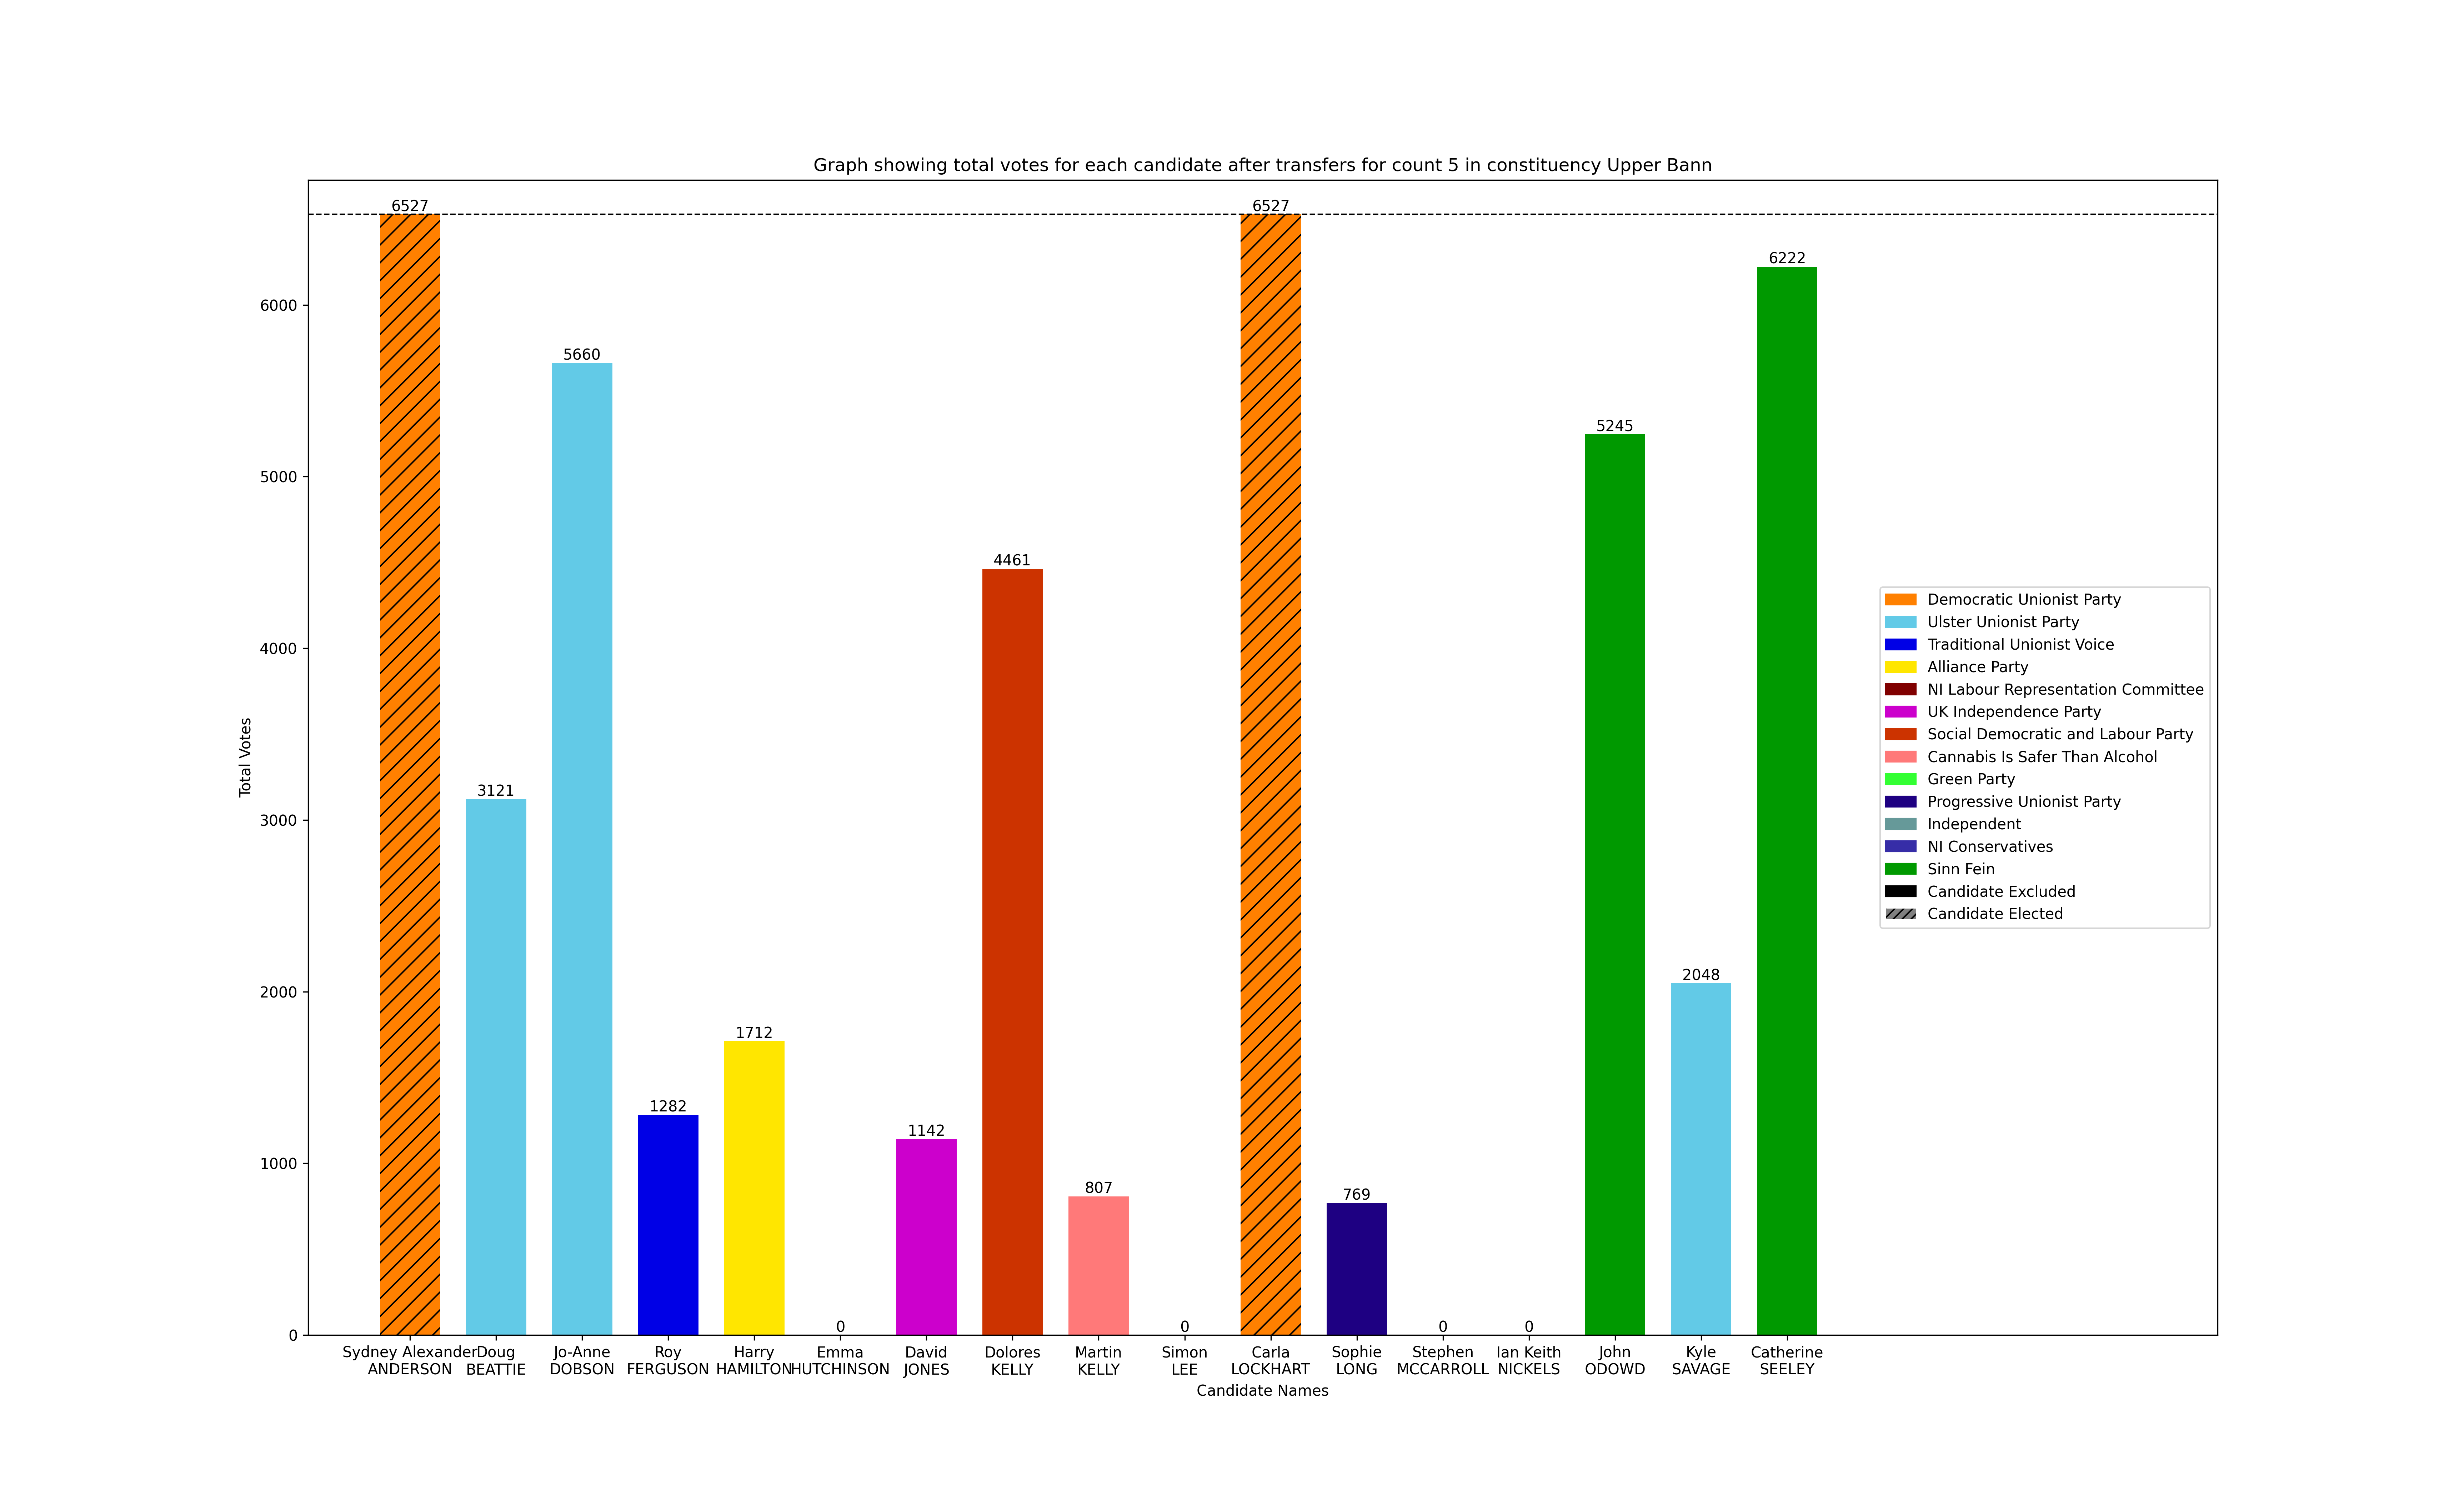 Graph showing total votes for each candidate after transfers for count 5 in constituency Upper Bann
Total Votes
6000
5000
4000
3000
2000
1000
0
6527
3121
5660
1282
1712
0
1142
4461
807
0
6527
769
0
0
5245
2048
6222
Sydney Alexander
ANDERSON
Doug
BEATTIE
Jo-Anne
DOBSON
Roy
FERGUSON
Harry
HAMILTON
Emma
HUTCHINSON
David
JONES
Dolores
KELLY
Martin
KELLY
Simon
LEE
Carla
LOCKHART
Sophie
LONG
Stephen
MCCARROLL
Ian Keith
NICKELS
John
ODOWD
Kyle
SAVAGE
Catherine
SEELEY
Candidate Names
Democratic Unionist Party
Ulster Unionist Party
Traditional Unionist Voice
Alliance Party
NI Labour Representation Committee
UK Independence Party
Social Democratic and Labour Party
Cannabis Is Safer Than Alcohol
Green Party
Progressive Unionist Party
Independent
NI Conservatives
Sinn Fein
Candidate Excluded
Candidate Elected